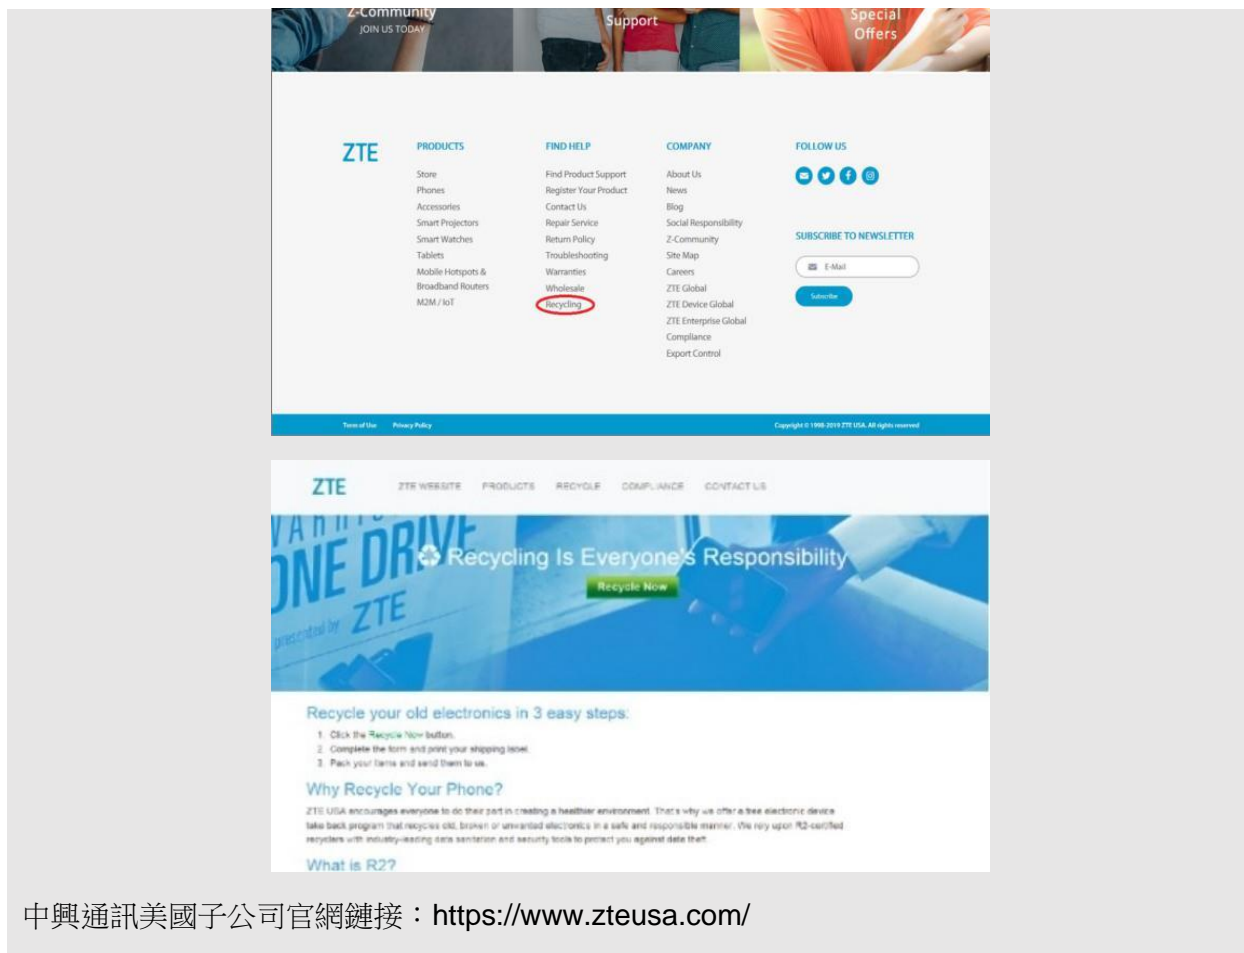 Z-Community
JOIN US TODAY
Support
Special
Offers
ZTE
PRODUCTS
Store
Phones
Accessories
Smart Projectors
Smart Watches
Tablets
Mobile Hotspots &
Broadband Routers
M2M / IoT
FIND HELP
Find Product Support
Register Your Product
Contact Us
Repair Service
Return Policy
Troubleshooting
Warranties
Wholesale
Recycling
COMPANY
About Us
News
Blog
Social Responsibility
Z-Community
Site Map
Careers
ZTE Global
ZTE Device Global
ZTE Enterprise Global
Compliance
Export Control
FOLLOW US
SUBSCRIBE TO NEWSLETTER
E-Mail
Subscribe
Term of Use Privacy Policy
Copyright © 1998-2019 ZTE USA. All rights reserved
ZTE ZTE WEBSITE PRODUCTS RECYCLE COMPLIANCE CONTACT US
ONE DRIVE
presented by ZTE
Recycling Is Everyone's Responsibility
Recycle Now
Recycle your old electronics in 3 easy steps:
1. Click the Recycle Now button.
2. Complete the form and print your shipping label.
3. Pack your items and send them to us.
Why Recycle Your Phone?
ZTE USA encourages everyone to do their part in creating a healthier environment. That's why we offer a free electronic device
take back program that recycles old, broken or unwanted electronics in a safe and responsible manner. We rely upon R2-certified
recyclers with industry-leading data sanitation and security tools to protect you against data theft.
What is R2?
中興通訊美國子公司官網鏈接：https://www.zteusa.com/